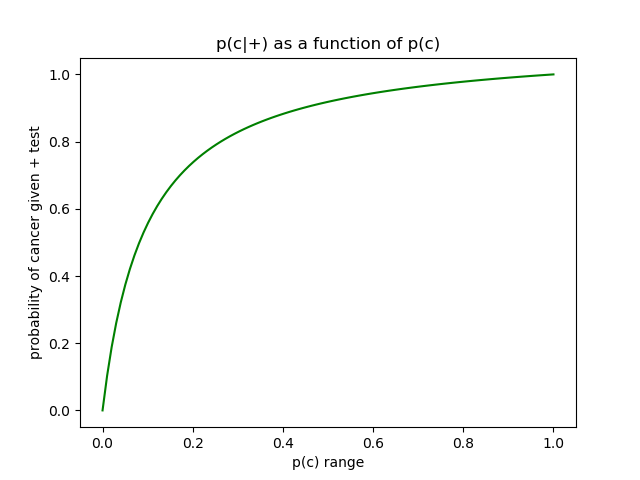 p(c|+) as a function of p(c)
probability of cancer given + test
1.0
0.8
0.6
0.4
0.2
0.0
0.0 0.2 0.4 0.6 0.8 1.0
p(c) range